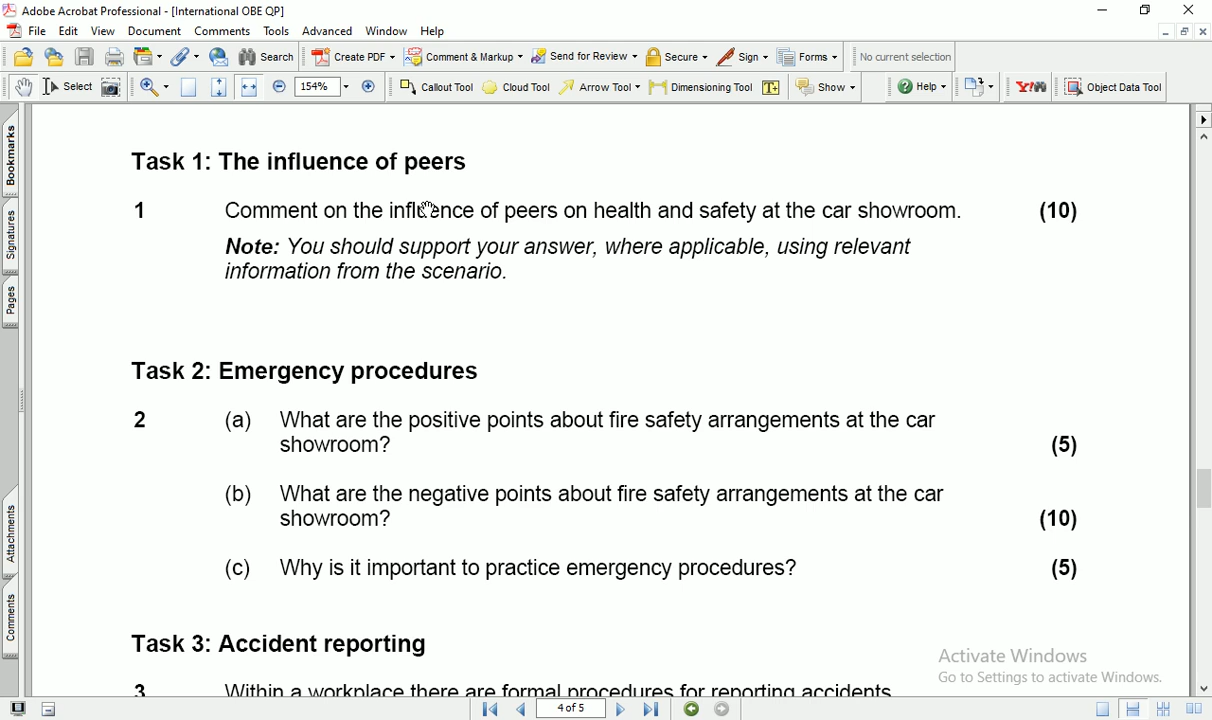 Adobe Acrobat Professional - [International OBE QP]
File Edit View Document Comments Tools Advanced Window Help
Search Create PDF Comment & Markup Send for Review Secure Sign Forms No current selection
Select 154% Callout Tool Cloud Tool Arrow Tool Dimensioning Tool Show Help Y! Object Data Tool
Bookmarks
Signatures
Pages
Attachments
Comments
Task 1: The influence of peers
1 Comment on the influence of peers on health and safety at the car showroom. (10)
Note: You should support your answer, where applicable, using relevant
information from the scenario.
Task 2: Emergency procedures
2 (a) What are the positive points about fire safety arrangements at the car
showroom? (5)
(b) What are the negative points about fire safety arrangements at the car
showroom? (10)
(c) Why is it important to practice emergency procedures? (5)
Task 3: Accident reporting
3 Within a workplace there are formal procedures for reporting accidents
Activate Windows
Go to Settings to activate Windows.
4 of 5